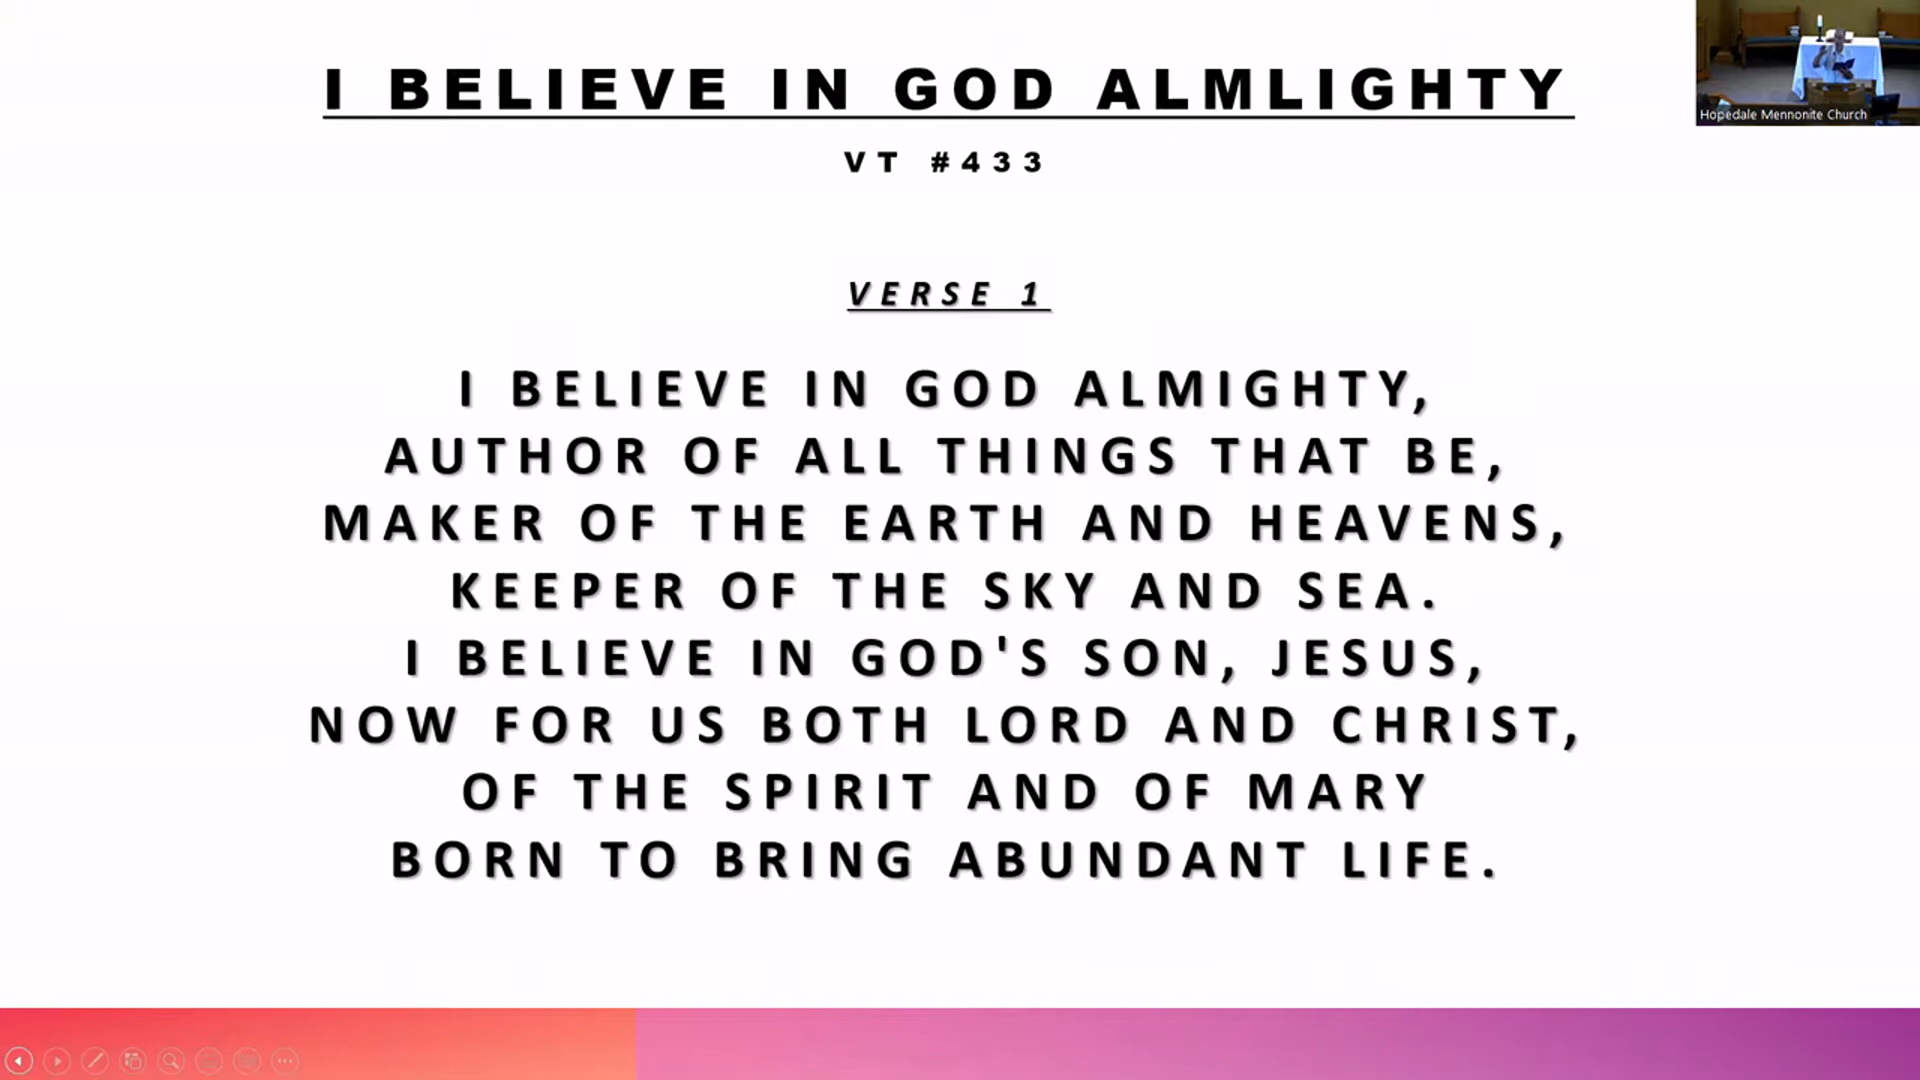 I BELIEVE IN GOD ALMLIGHTY
VT #433
Hopedale Mennonite Church
VERSE 1
I BELIEVE IN GOD ALMIGHTY,
AUTHOR OF ALL THINGS THAT BE,
MAKER OF THE EARTH AND HEAVENS,
KEEPER OF THE SKY AND SEA.
I BELIEVE IN GOD'S SON, JESUS,
NOW FOR US BOTH LORD AND CHRIST,
OF THE SPIRIT AND OF MARY
BORN TO BRING ABUNDANT LIFE.